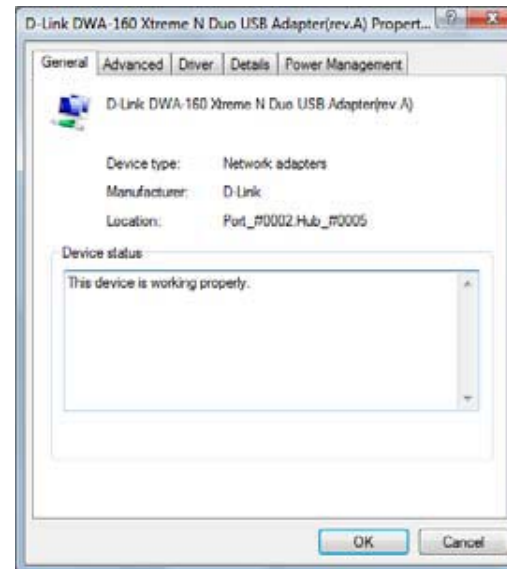 D-Link DWA-160 Xtreme N Duo USB Adapter(rev.A) Propert...
General Advanced Driver Details Power Management
D-Link DWA-160 Xtreme N Duo USB Adapter(rev.A)
Device type: Network adapters
Manufacturer: D-Link
Location: Port_#0002.Hub_#0005
Device status
This device is working properly.
OK Cancel